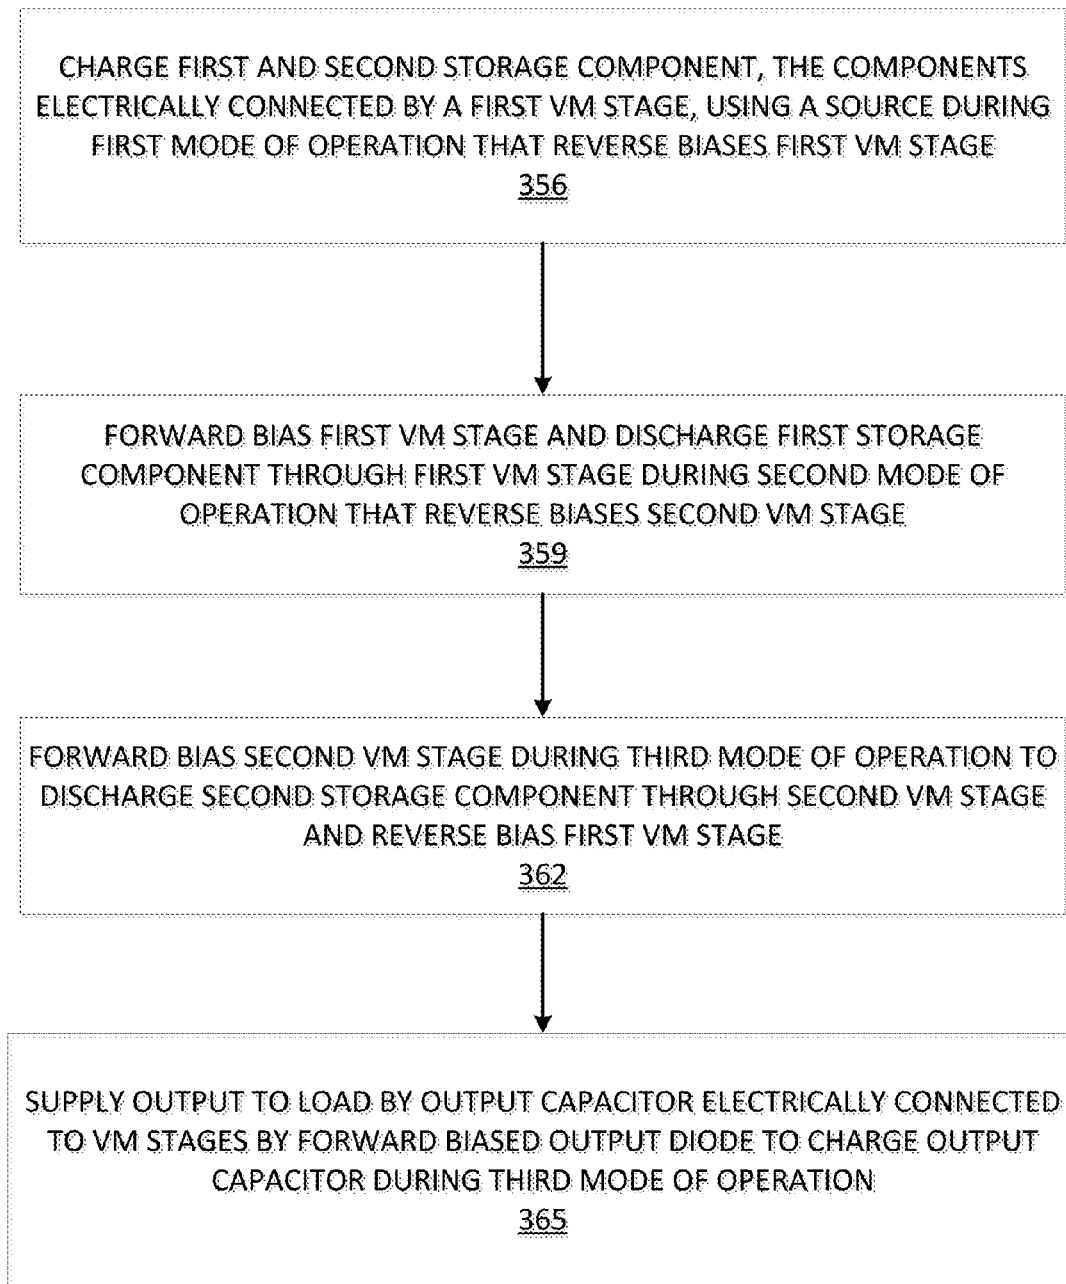 CHARGE FIRST AND SECOND STORAGE COMPONENT, THE COMPONENTS
ELECTRICALLY CONNECTED BY A FIRST VM STAGE, USING A SOURCE DURING
FIRST MODE OF OPERATION THAT REVERSE BIASES FIRST VM STAGE
356
FORWARD BIAS FIRST VM STAGE AND DISCHARGE FIRST STORAGE
COMPONENT THROUGH FIRST VM STAGE DURING SECOND MODE OF
OPERATION THAT REVERSE BIASES SECOND VM STAGE
359
FORWARD BIAS SECOND VM STAGE DURING THIRD MODE OF OPERATION TO
DISCHARGE SECOND STORAGE COMPONENT THROUGH SECOND VM STAGE
AND REVERSE BIAS FIRST VM STAGE
362
SUPPLY OUTPUT TO LOAD BY OUTPUT CAPACITOR ELECTRICALLY CONNECTED
TO VM STAGES BY FORWARD BIASED OUTPUT DIODE TO CHARGE OUTPUT
CAPACITOR DURING THIRD MODE OF OPERATION
365